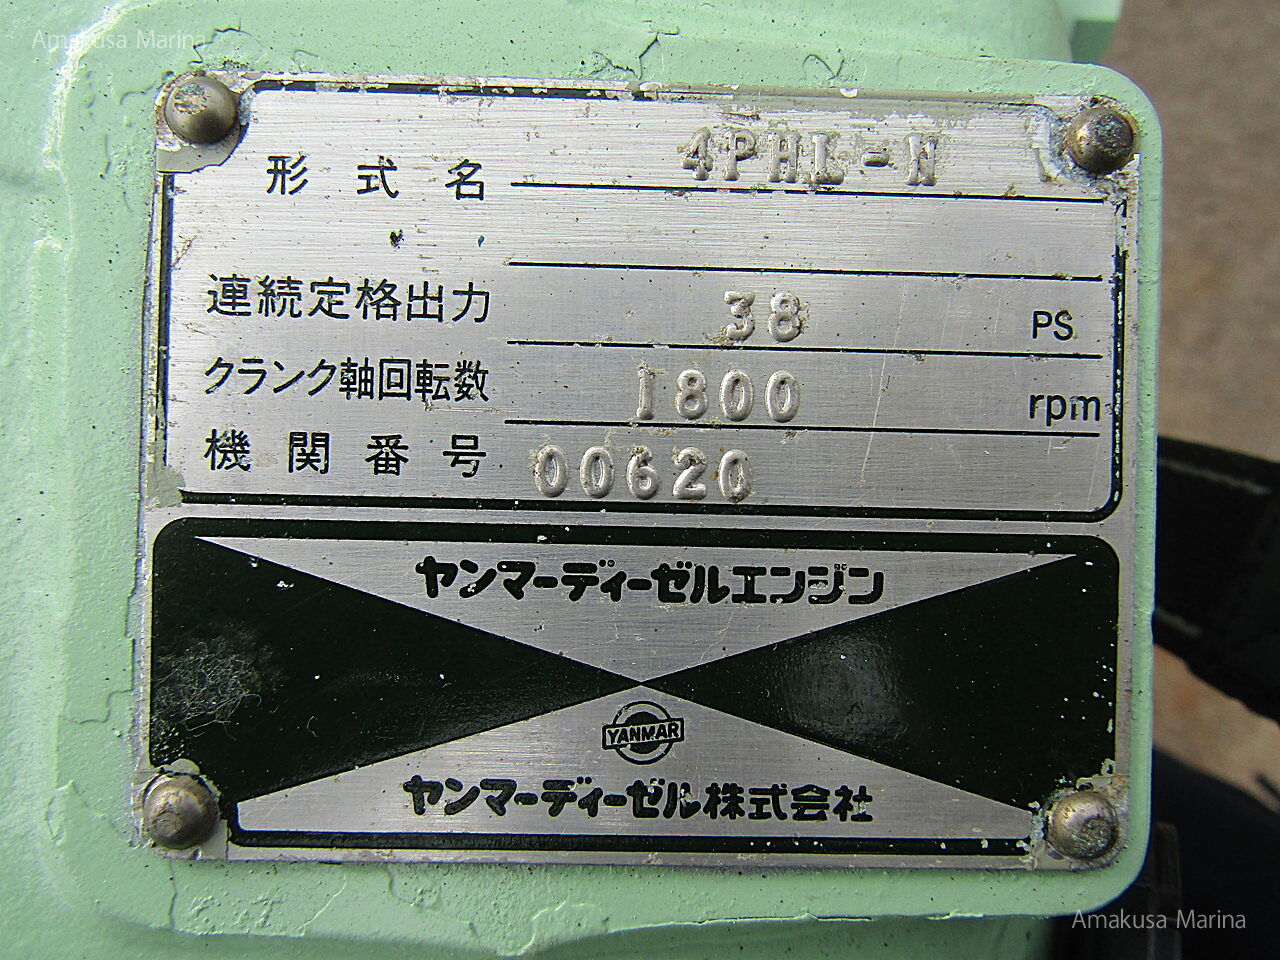 Amakusa Marina
形式名 4PHL-N
連続定格出力 38 PS
クランク軸回転数 1800 rpm
機関番号 00620
ヤンマーディーゼルエンジン
YANMAR
ヤンマーディーゼル株式会社
Amakusa Marina